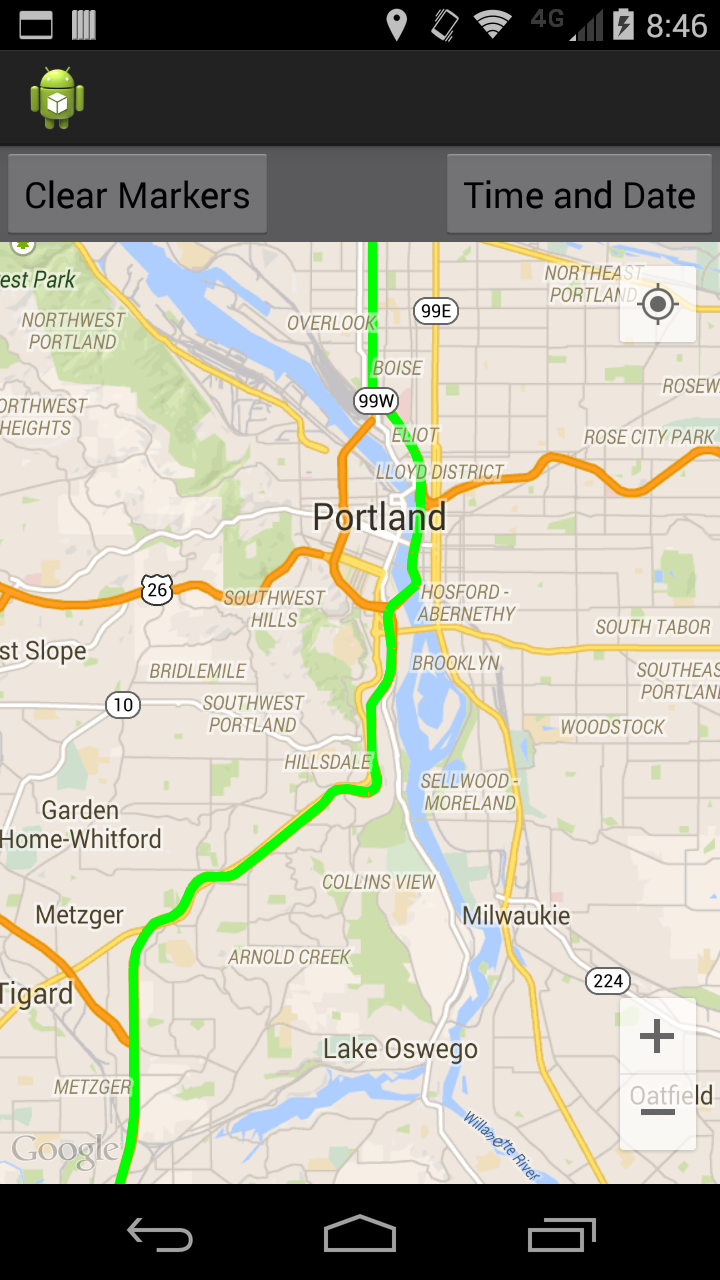 4G 8:46
Clear Markers
Time and Date
est Park
NORTHEAST
PORTLAND
99E
NORTHWEST
PORTLAND
OVERLOOK
BOISE
ROSEW
99W
ORTHWEST
HEIGHTS
ELIOT
ROSE CITY PARK
LLOYD DISTRICT
Portland
26
SOUTHWEST
HILLS
HOSFORD -
ABERNETHY
SOUTH TABOR
st Slope
BRIDLEMILE
BROOKLYN
SOUTHEAS
PORTLAN
10
SOUTHWEST
PORTLAND
WOODSTOCK
HILLSDALE
SELLWOOD -
MORELAND
Garden
Home-Whitford
COLLINS VIEW
Metzger
Milwaukie
ARNOLD CREEK
224
Tigard
Lake Oswego
METZGER
Oatfield
Willamette River
Google